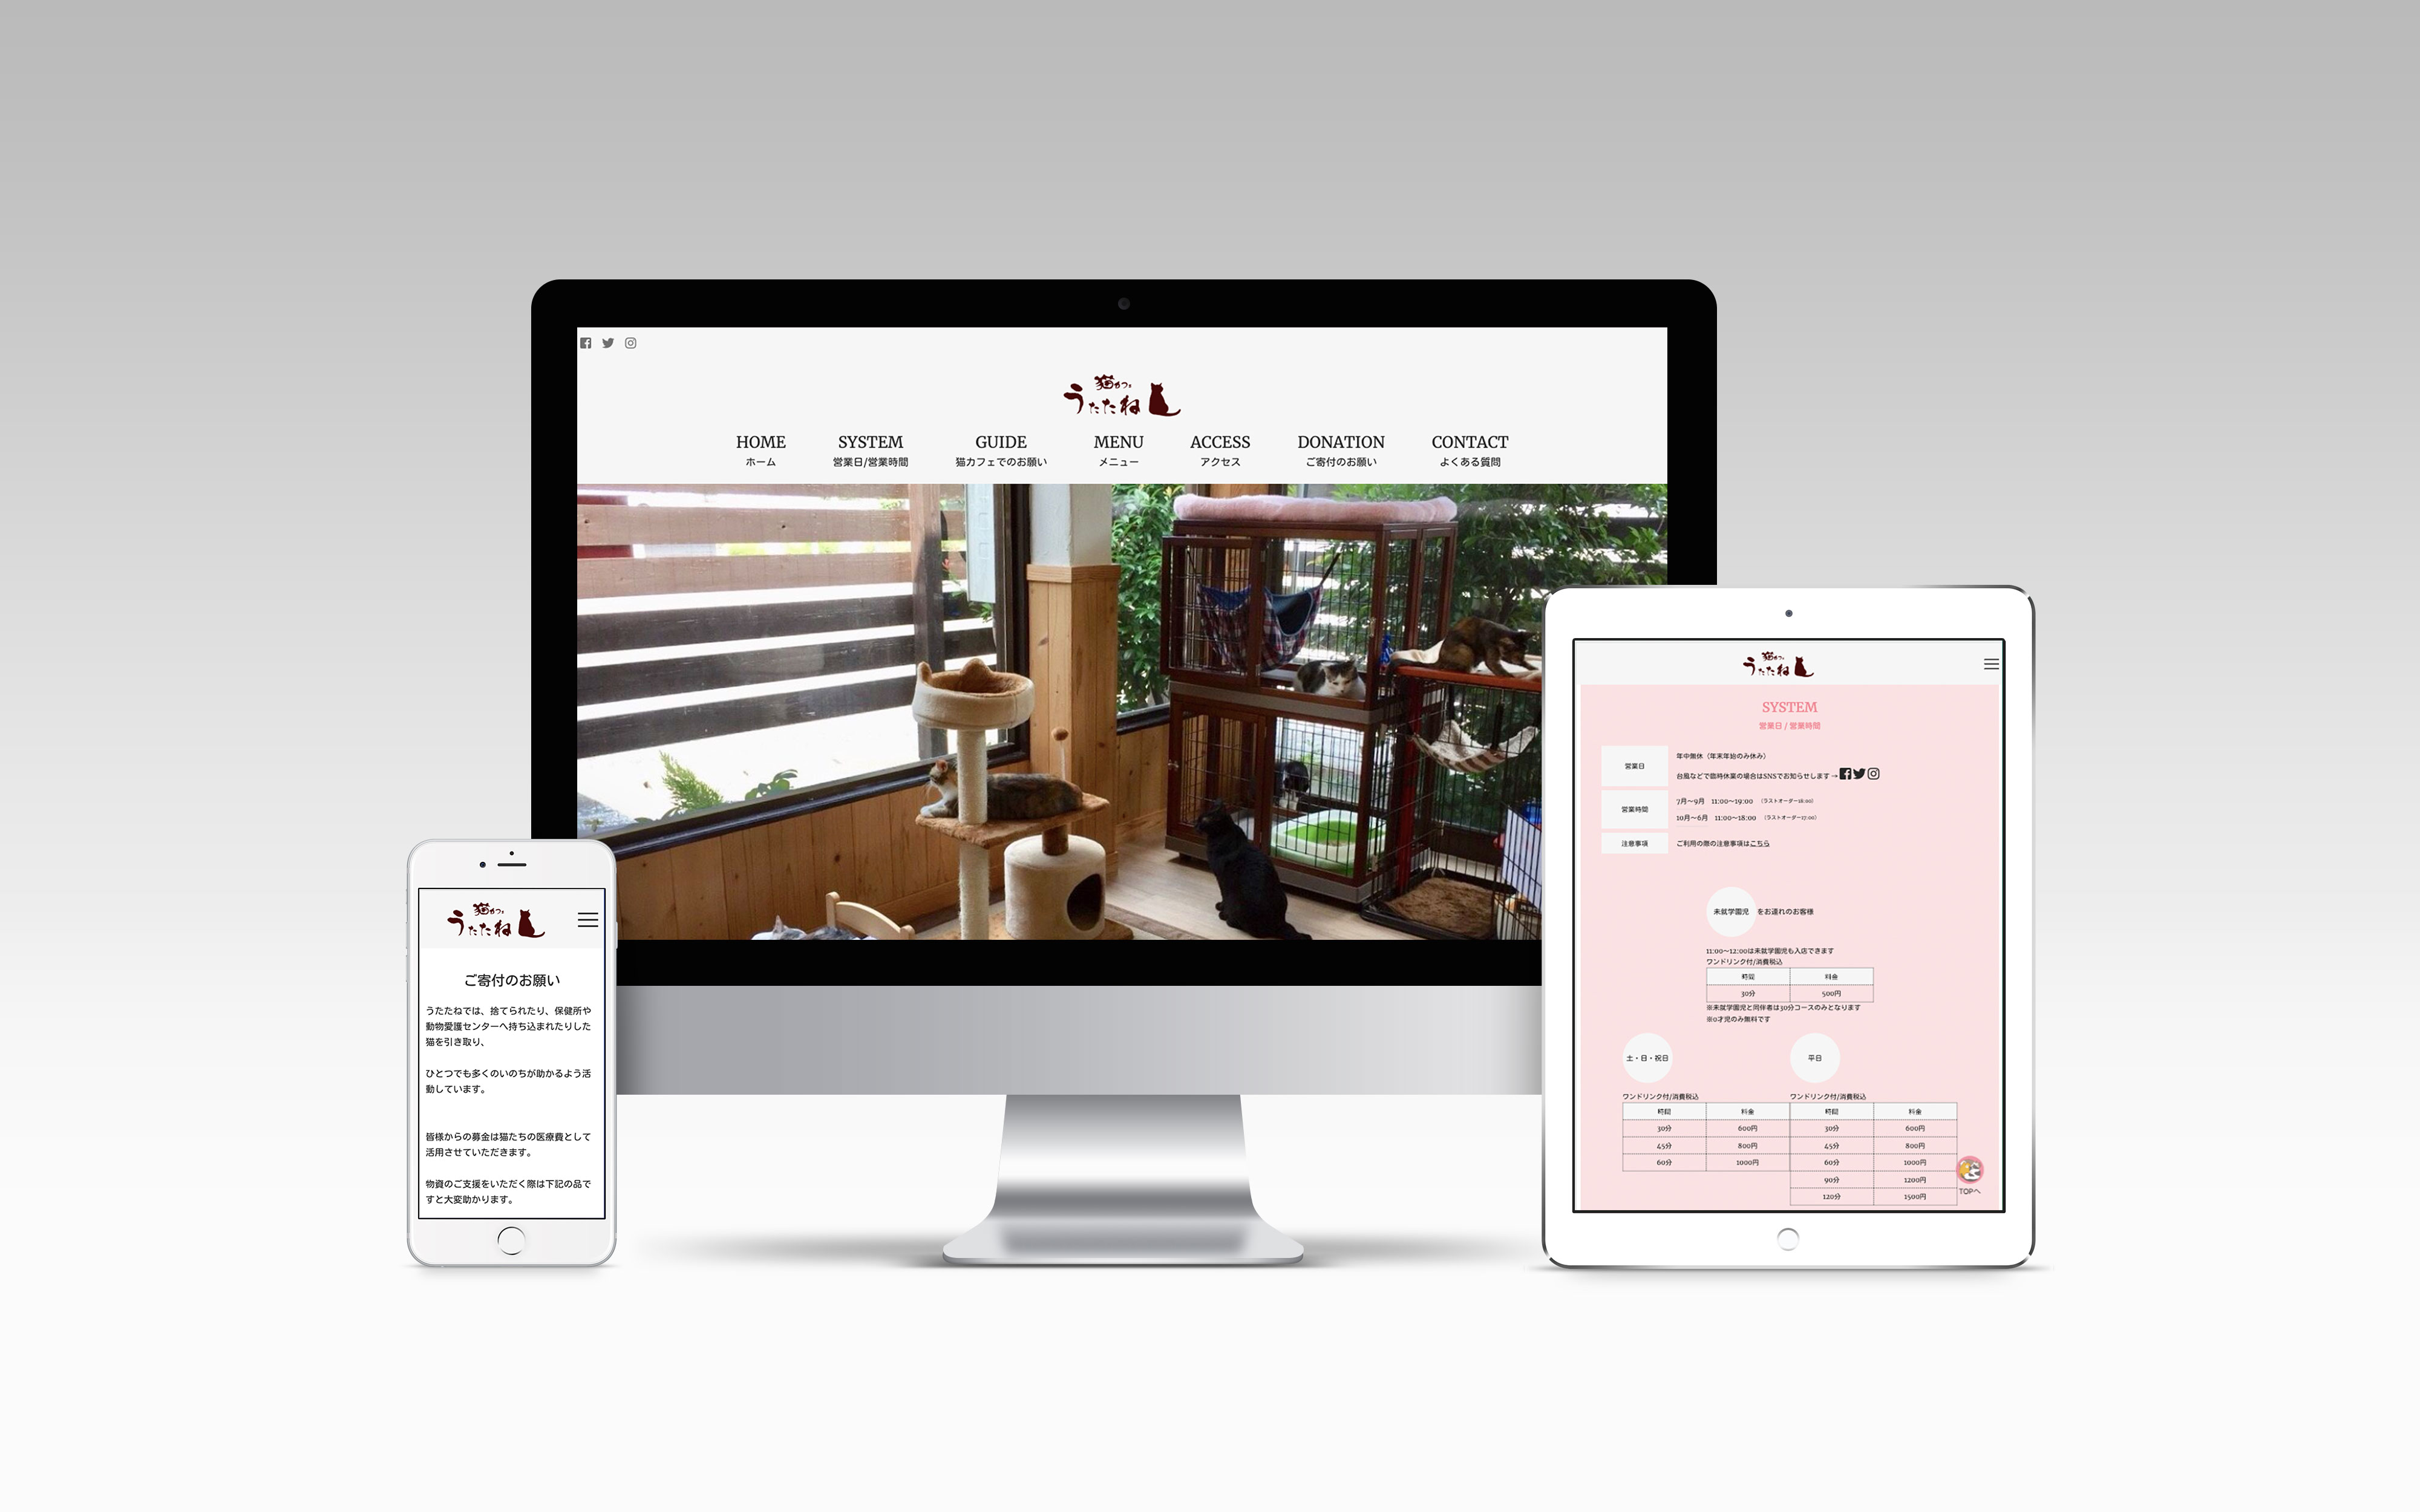 猫カフェ
うたたね
HOME SYSTEM GUIDE MENU ACCESS DONATION CONTACT
ホーム 営業日/営業時間 猫カフェでのお願い メニュー アクセス ご寄付のお願い よくある質問
猫カフェ
うたたね
ご寄付のお願い
うたたねでは、捨てられたり、保健所や
動物愛護センターへ持ち込まれたりした
猫を引き取り、
ひとつでも多くのいのちが助かるよう活
動しています。
皆様からの募金は猫たちの医療費として
活用させていただきます。
物資のご支援をいただく際は下記の品で
すと大変助かります。
猫カフェ
うたたね
SYSTEM
営業日 / 営業時間
営業日 年中無休（年末年始のみ休み）
台風などで臨時休業の場合はSNSでお知らせします→
営業時間 7月〜9月 11:00〜19:00 （ラストオーダー18:00）
10月〜6月 11:00〜18:00 （ラストオーダー17:00）
注意事項 ご利用の際の注意事項はこちら
未就学園児 をお連れのお客様
11:00〜12:00は未就学園児も入店できます
ワンドリンク付/消費税込
時間 料金
30分 500円
※未就学園児と同伴者は30分コースのみとなります
※0才児のみ無料です
土・日・祝日 平日
ワンドリンク付/消費税込 ワンドリンク付/消費税込
時間 料金 時間 料金
30分 600円 30分 600円
45分 800円 45分 800円
60分 1000円 60分 1000円
90分 1200円
120分 1500円
TOPへ